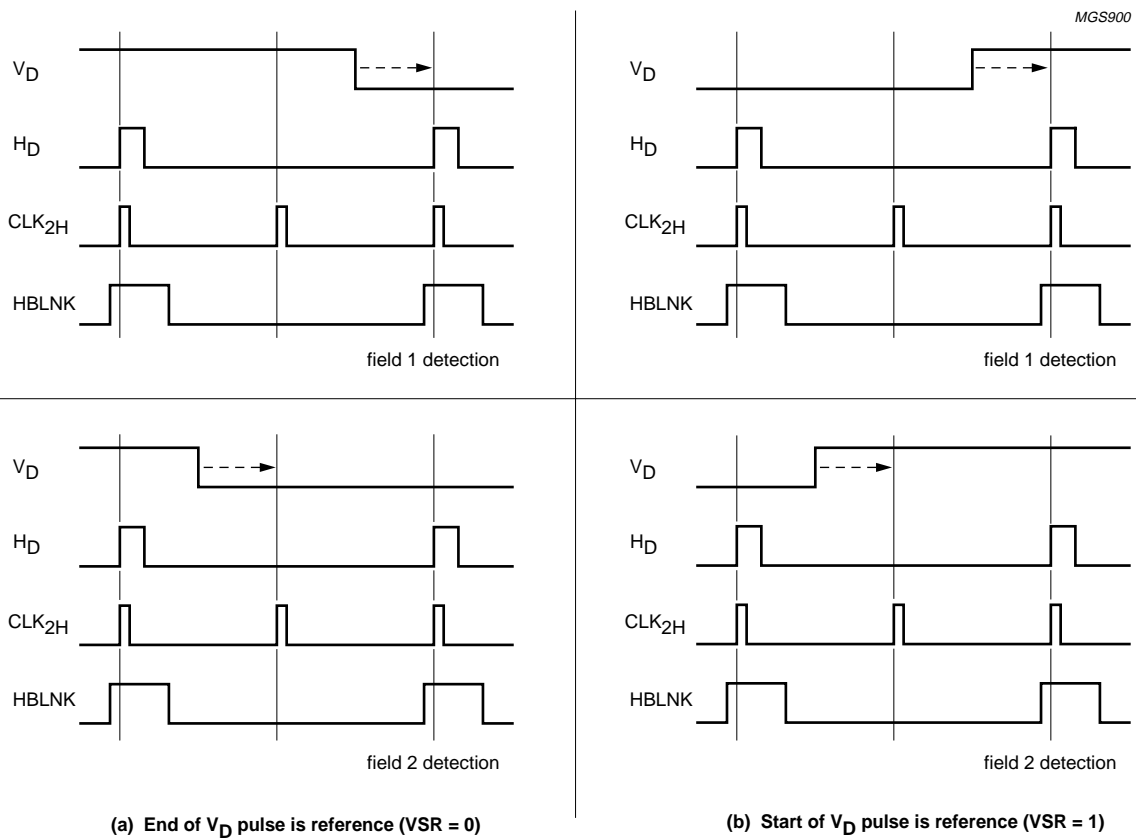 MGS900
VD
HD
CLK2H
HBLNK
field 1 detection
VD
HD
CLK2H
HBLNK
field 1 detection
VD
HD
CLK2H
HBLNK
field 2 detection
VD
HD
CLK2H
HBLNK
field 2 detection
(a) End of VD pulse is reference (VSR = 0)
(b) Start of VD pulse is reference (VSR = 1)